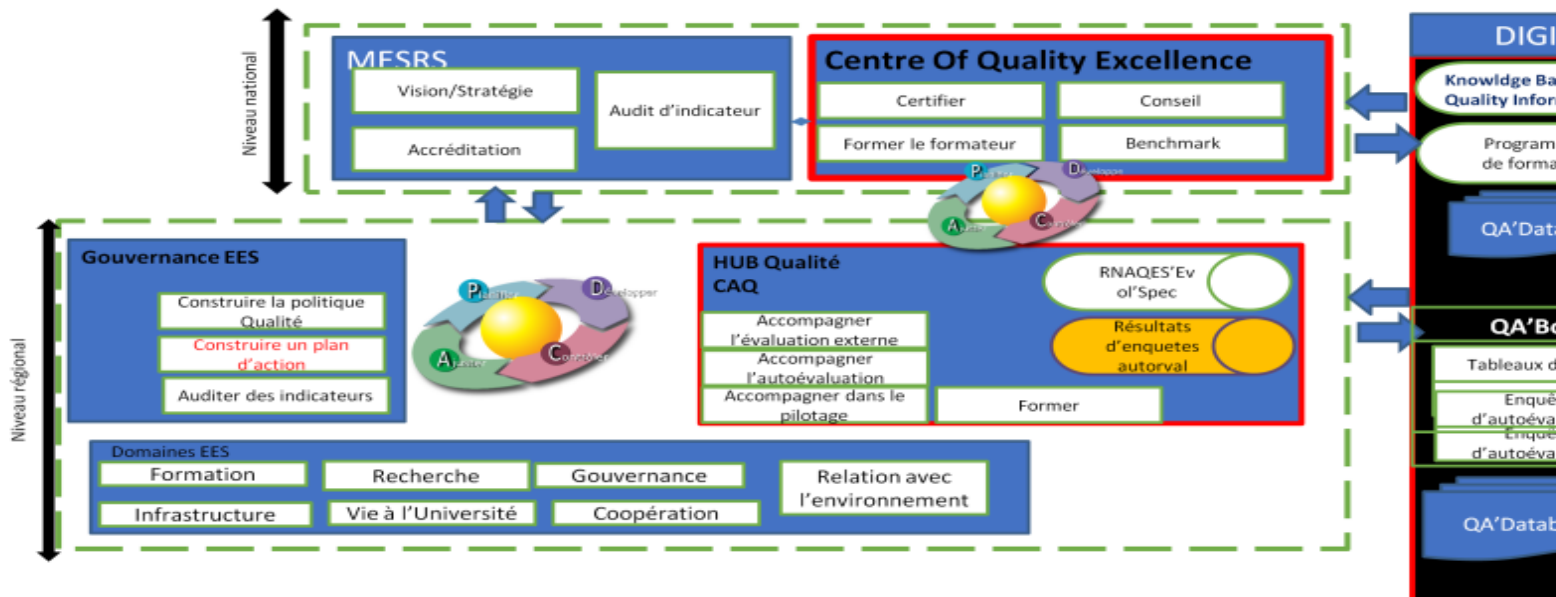 Niveau national
MESRS
Vision/Stratégie
Accréditation
Audit d'indicateur
Centre Of Quality Excellence
Certifier
Conseil
Former le formateur
Benchmark
P
D
A
C
Niveau régional
Gouvernance EES
Construire la politique
Qualité
Construire un plan
d'action
Auditer des indicateurs
Planifier
Développer
Contrôler
A
HUB Qualité
CAQ
Accompagner
l'évaluation externe
Accompagner
l'autoévaluation
Accompagner dans le
pilotage
Former
RNAQES'Ev
ol'Spec
Résultats
d'enquetes
autorval
Domaines EES
Formation
Recherche
Gouvernance
Relation avec
l'environnement
Infrastructure
Vie à l'Université
Coopération
DIGI
Knowldge Ba
Quality Infor
Program
de forma
QA'Data
QA'Bo
Tableaux d
Enquê
d'autoéva
Enquê
d'autoéva
QA'Datab